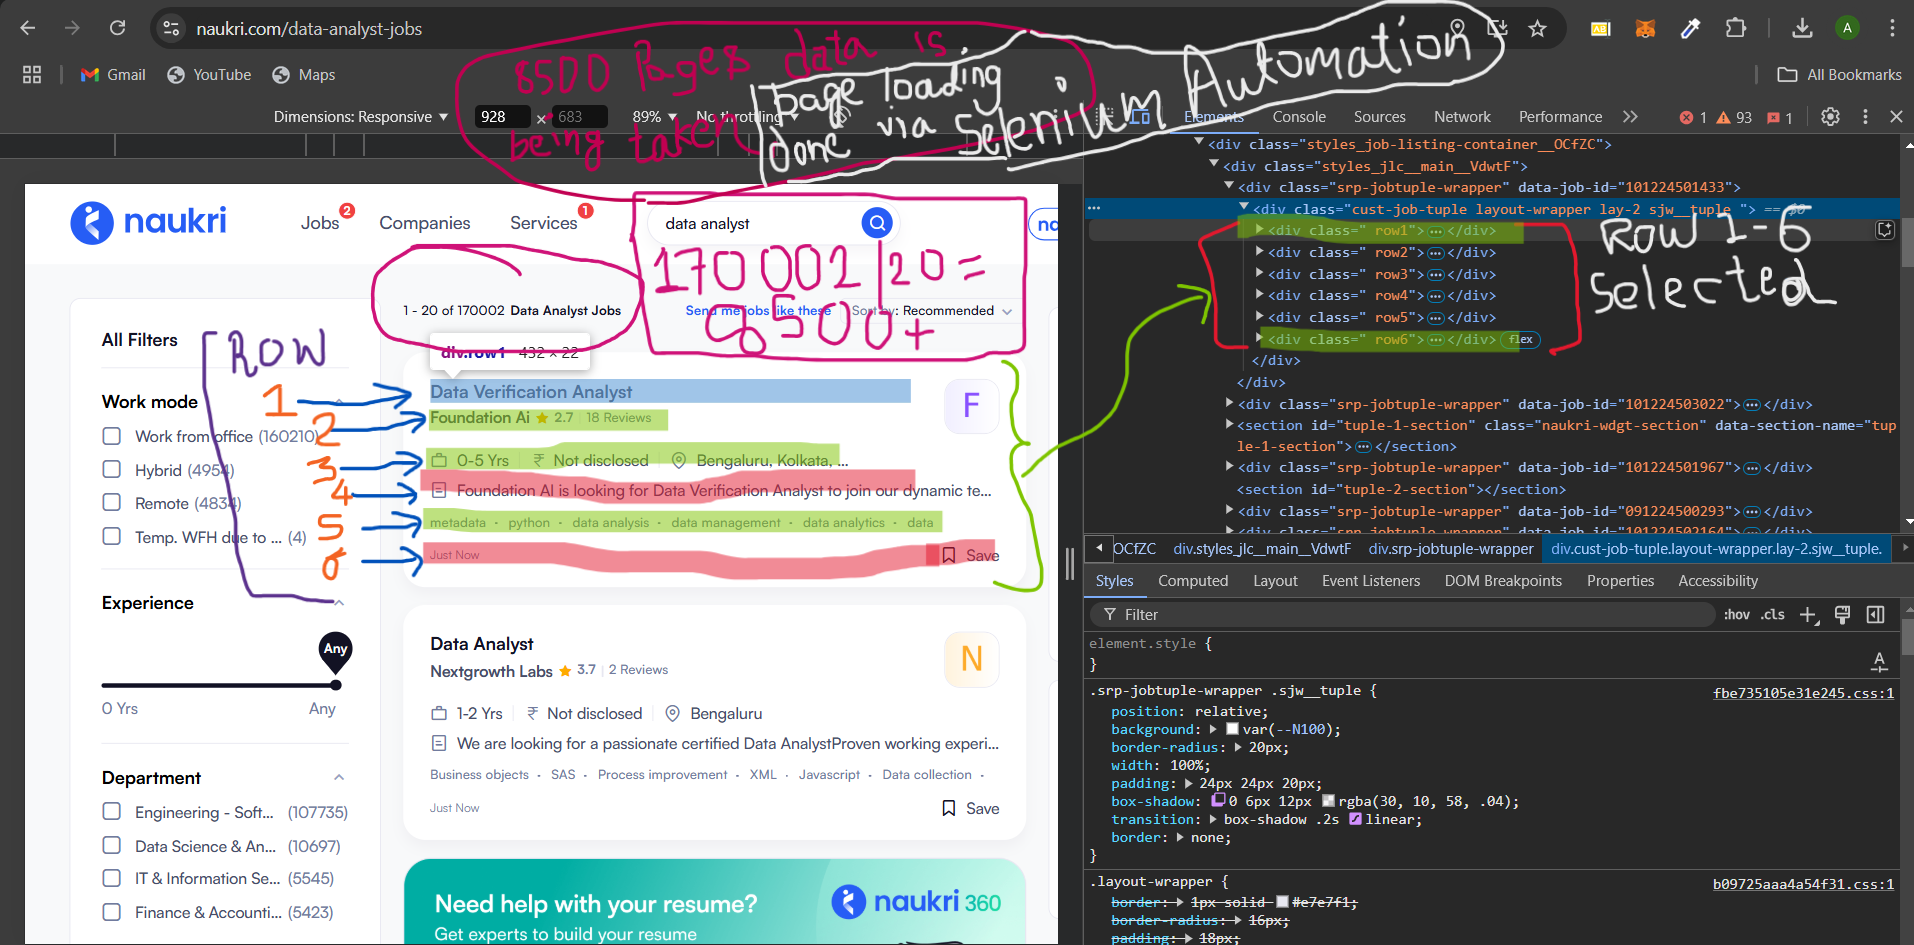 naukri.com/data-analyst-jobs
Gmail
YouTube
Maps
All Bookmarks
8500 Pages data is
being taken
page loading
done via Selenium Automation
Dimensions: Responsive
928 × 683
89%
No throttling
Elements
Console
Sources
Network
Performance
1
93
1
naukri
Jobs 2
Companies
Services 1
data analyst
170002|20 =
8500+
1 - 20 of 170002 Data Analyst Jobs
Send me jobs like these
Sort by: Recommended
div.row1 432 × 22
ROW
1
2
3
4
5
6
All Filters
Work mode
Work from office (160210)
Hybrid (4954)
Remote (4834)
Temp. WFH due to ... (4)
Experience
Any
0 Yrs
Any
Department
Engineering - Soft... (107735)
Data Science & An... (10697)
IT & Information Se... (5545)
Finance & Accounti... (5423)
Data Verification Analyst
F
Foundation Ai 2.7 | 18 Reviews
0-5 Yrs
₹ Not disclosed
Bengaluru, Kolkata, ...
Foundation AI is looking for Data Verification Analyst to join our dynamic te...
metadata · python · data analysis · data management · data analytics · data
Just Now
Save
Data Analyst
N
Nextgrowth Labs 3.7 | 2 Reviews
1-2 Yrs
₹ Not disclosed
Bengaluru
We are looking for a passionate certified Data AnalystProven working experi...
Business objects · SAS · Process improvement · XML · Javascript · Data collection ·
Just Now
Save
Need help with your resume?
Get experts to build your resume
naukri 360
<div class="styles_job-listing-container__OCfZC">
<div class="styles_jlc__main__VdwtF">
<div class="srp-jobtuple-wrapper" data-job-id="101224501433">
<div class="cust-job-tuple layout-wrapper lay-2 sjw__tuple "> == $0
<div class=" row1">⋯</div>
<div class=" row2">⋯</div>
<div class=" row3">⋯</div>
<div class=" row4">⋯</div>
<div class=" row5">⋯</div>
<div class=" row6">⋯</div> flex
</div>
</div>
ROW 1-6
Selected
<div class="srp-jobtuple-wrapper" data-job-id="101224503022">⋯</div>
<section id="tuple-1-section" class="naukri-wdgt-section" data-section-name="tup
le-1-section">⋯</section>
<div class="srp-jobtuple-wrapper" data-job-id="101224501967">⋯</div>
<section id="tuple-2-section"></section>
<div class="srp-jobtuple-wrapper" data-job-id="091224500293">⋯</div>
<div class="srp-jobtuple-wrapper" data-job-id="101224502164">⋯</div>
OCfZC
div.styles_jlc__main__VdwtF
div.srp-jobtuple-wrapper
div.cust-job-tuple.layout-wrapper.lay-2.sjw__tuple.
Styles
Computed
Layout
Event Listeners
DOM Breakpoints
Properties
Accessibility
Filter
:hov
.cls
element.style {
}
.srp-jobtuple-wrapper .sjw__tuple {
fbe735105e31e245.css:1
position: relative;
background: var(--N100);
border-radius: 20px;
width: 100%;
padding: 24px 24px 20px;
box-shadow: 0 6px 12px rgba(30, 10, 58, .04);
transition: box-shadow .2s linear;
border: none;
}
.layout-wrapper {
b09725aaa4a54f31.css:1
border: 1px solid #e7e7f1;
border-radius: 16px;
padding: 18px;